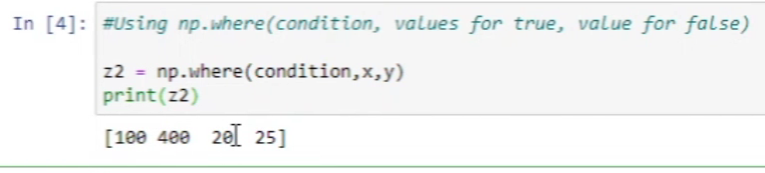 In [4]: #Using np.where(condition, values for true, value for false)
z2 = np.where(condition,x,y)
print(z2)
[100 400  20  25]